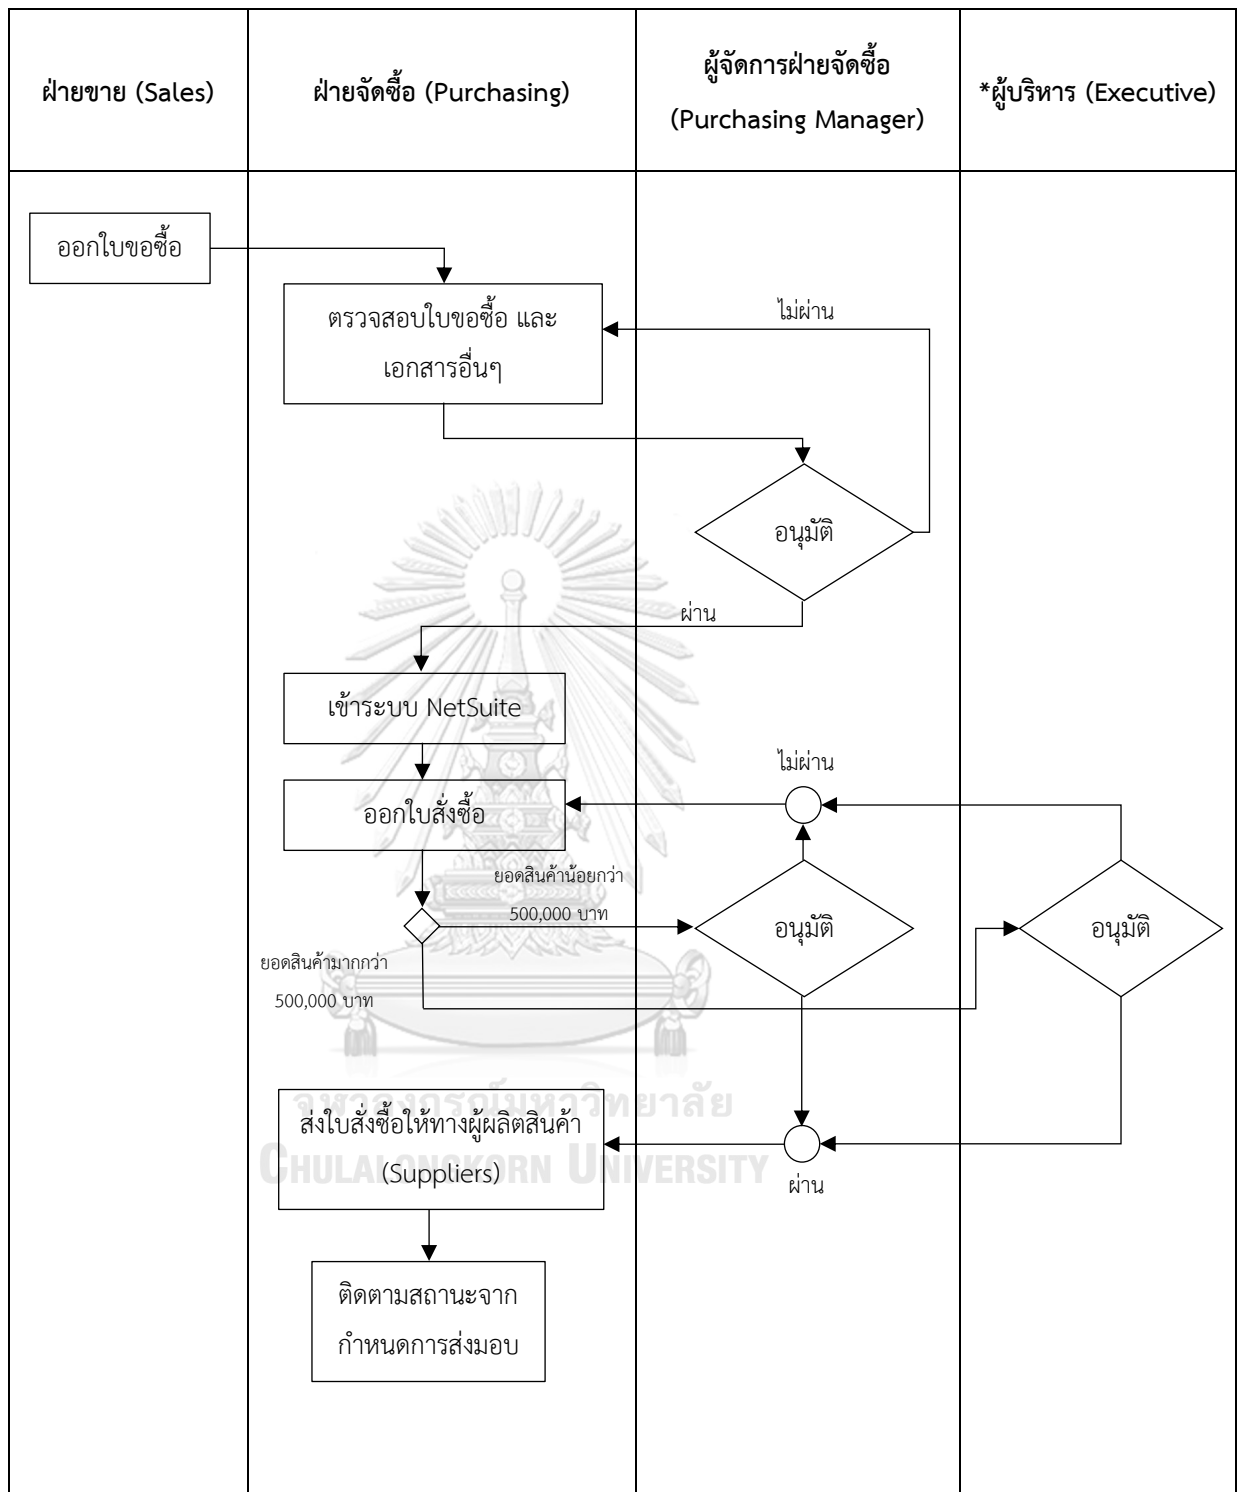 ฝ่ายขาย (Sales)
ฝ่ายจัดซื้อ (Purchasing)
ผู้จัดการฝ่ายจัดซื้อ
(Purchasing Manager)
*ผู้บริหาร (Executive)
ออกใบขอซื้อ
ตรวจสอบใบขอซื้อ และ
เอกสารอื่นๆ
ไม่ผ่าน
อนุมัติ
ผ่าน
เข้าระบบ NetSuite
ไม่ผ่าน
ออกใบสั่งซื้อ
ยอดสินค้าน้อยกว่า
500,000 บาท
อนุมัติ
อนุมัติ
ยอดสินค้ามากกว่า
500,000 บาท
จุฬาลงกรณ์มหาวิทยาลัย
CHULALONGKORN UNIVERSITY
ส่งใบสั่งซื้อให้ทางผู้ผลิตสินค้า
(Suppliers)
ผ่าน
ติดตามสถานะจาก
กำหนดการส่งมอบ